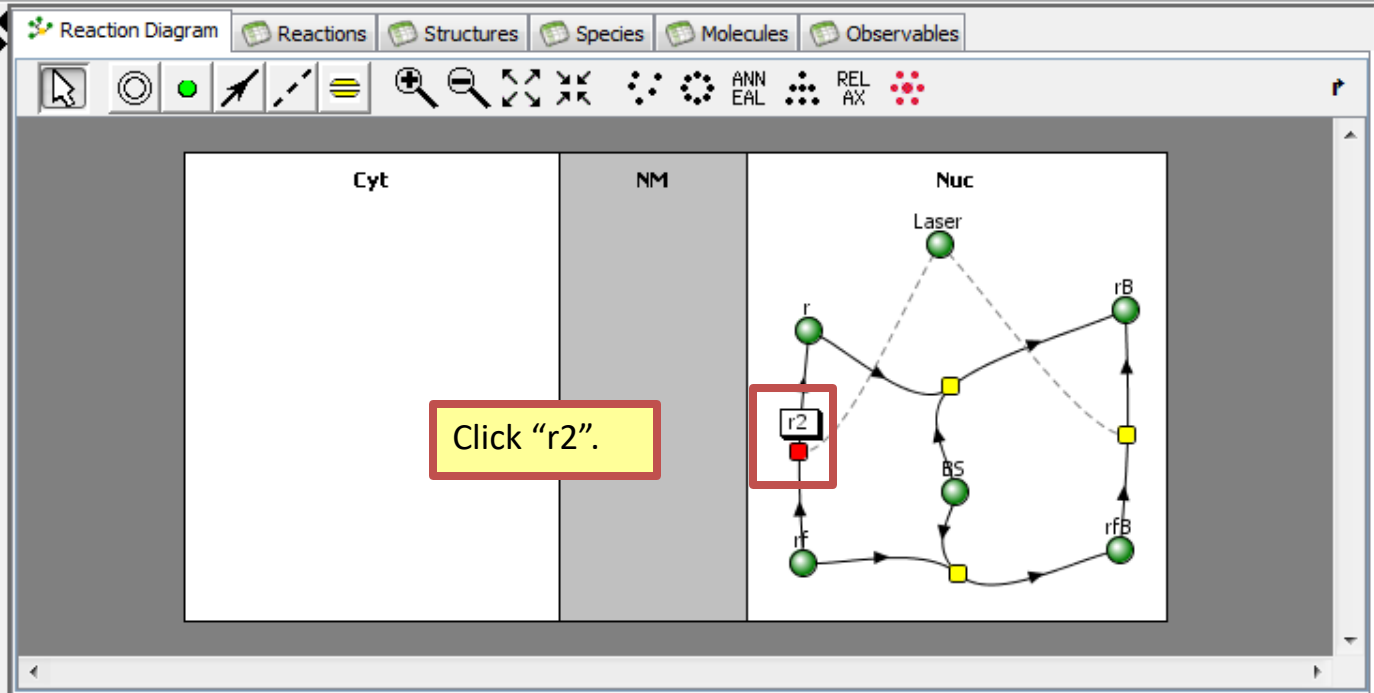 Reaction Diagram Reactions Structures Species Molecules Observables
ANN EAL REL AX
Cyt NM Nuc
Laser
rB
r
r2
Click “r2”.
BS
rf
rfB